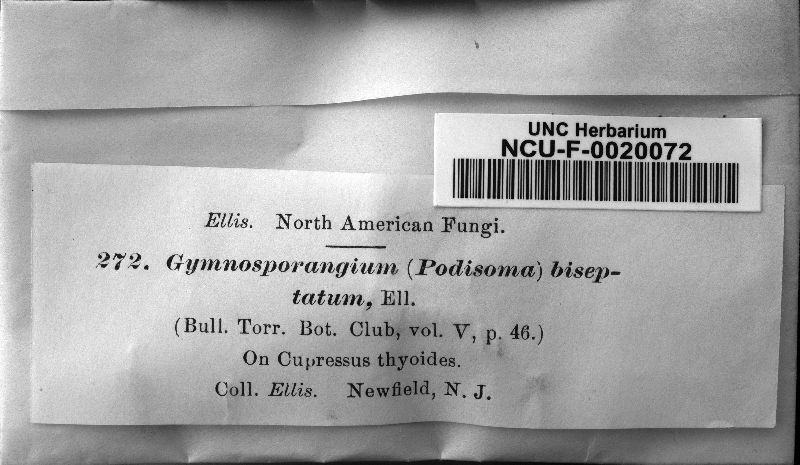 UNC Herbarium
NCU-F-0020072
Ellis. North American Fungi.
272. Gymnosporangium (Podisoma) bisep-
tatum, Ell.
(Bull. Torr. Bot. Club, vol. V, p. 46.)
On Cupressus thyoides.
Coll. Ellis. Newfield, N. J.